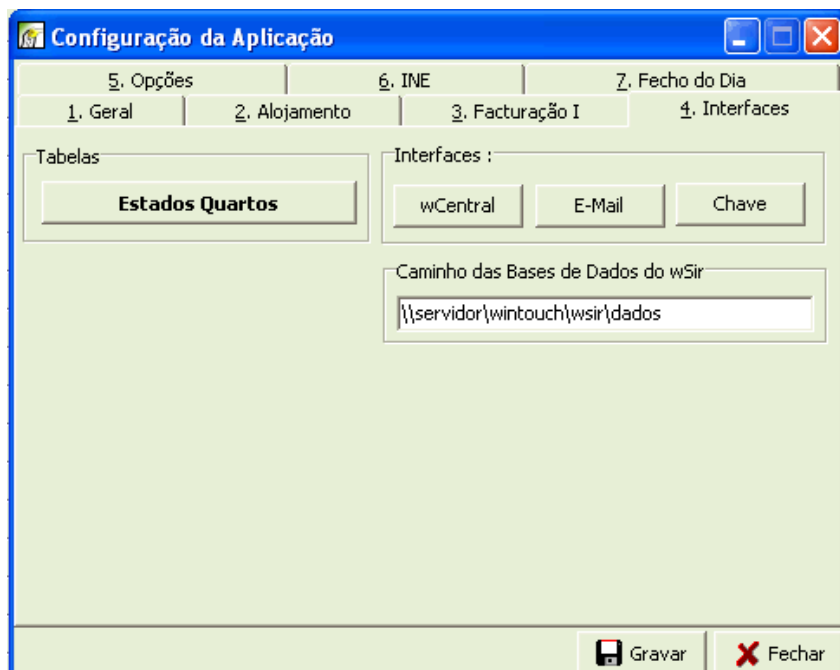 Configuração da Aplicação
5. Opções
6. INE
7. Fecho do Dia
1. Geral
2. Alojamento
3. Facturação I
4. Interfaces
Tabelas
Estados Quartos
Interfaces :
wCentral
E-Mail
Chave
Caminho das Bases de Dados do wSir
\\servidor\wintouch\wsir\dados
Gravar
Fechar